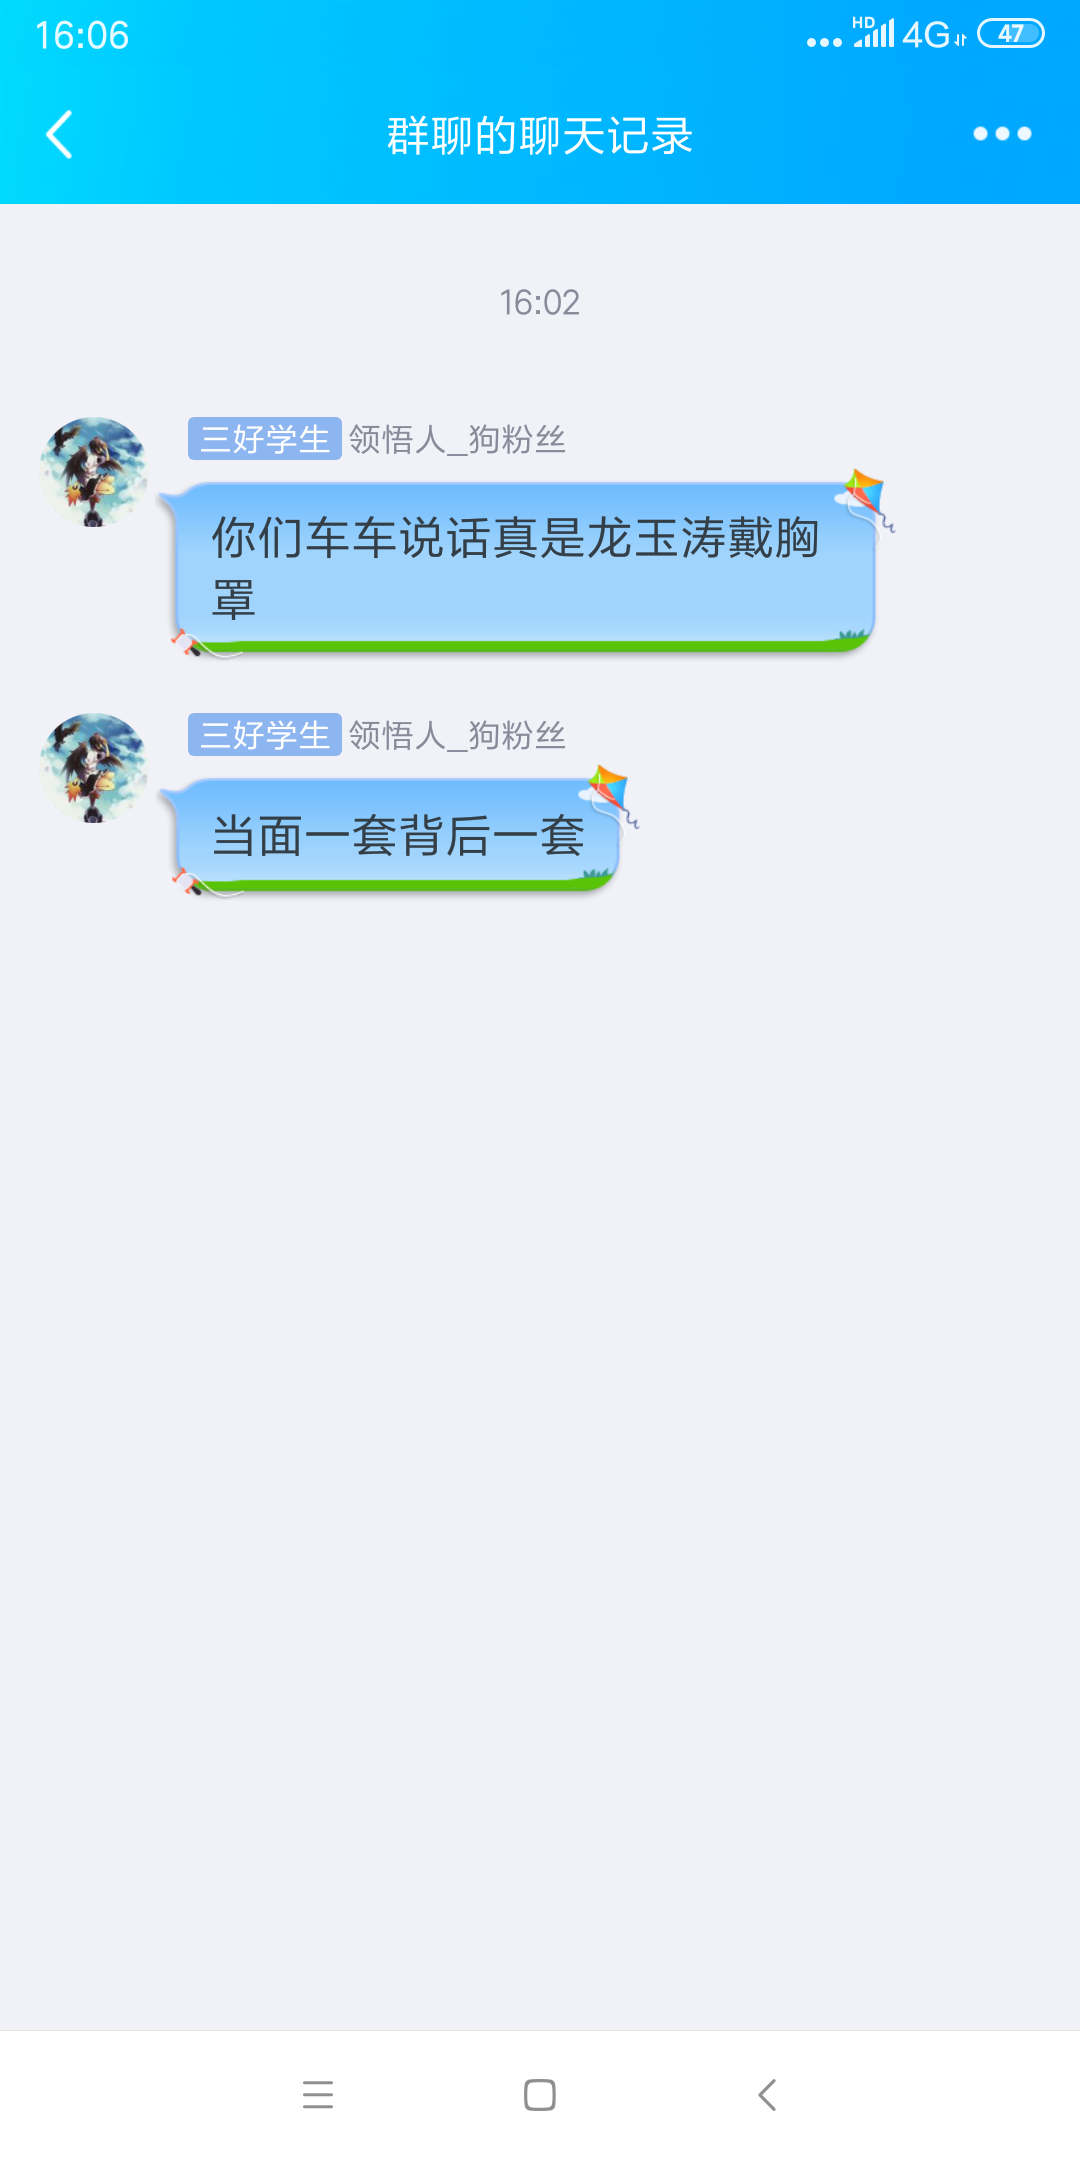 16:06
HD 4G 47
群聊的聊天记录
16:02
三好学生 领悟人_狗粉丝
你们车车说话真是龙玉涛戴胸
罩
三好学生 领悟人_狗粉丝
当面一套背后一套